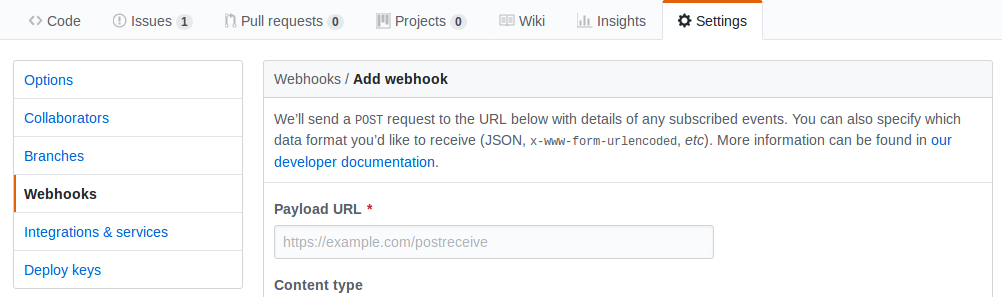 Code Issues 1 Pull requests 0 Projects 0 Wiki Insights Settings
Options
Collaborators
Branches
Webhooks
Integrations & services
Deploy keys
Webhooks / Add webhook
We’ll send a POST request to the URL below with details of any subscribed events. You can also specify which
data format you’d like to receive (JSON, x-www-form-urlencoded, etc). More information can be found in our
developer documentation.
Payload URL *
https://example.com/postreceive
Content type